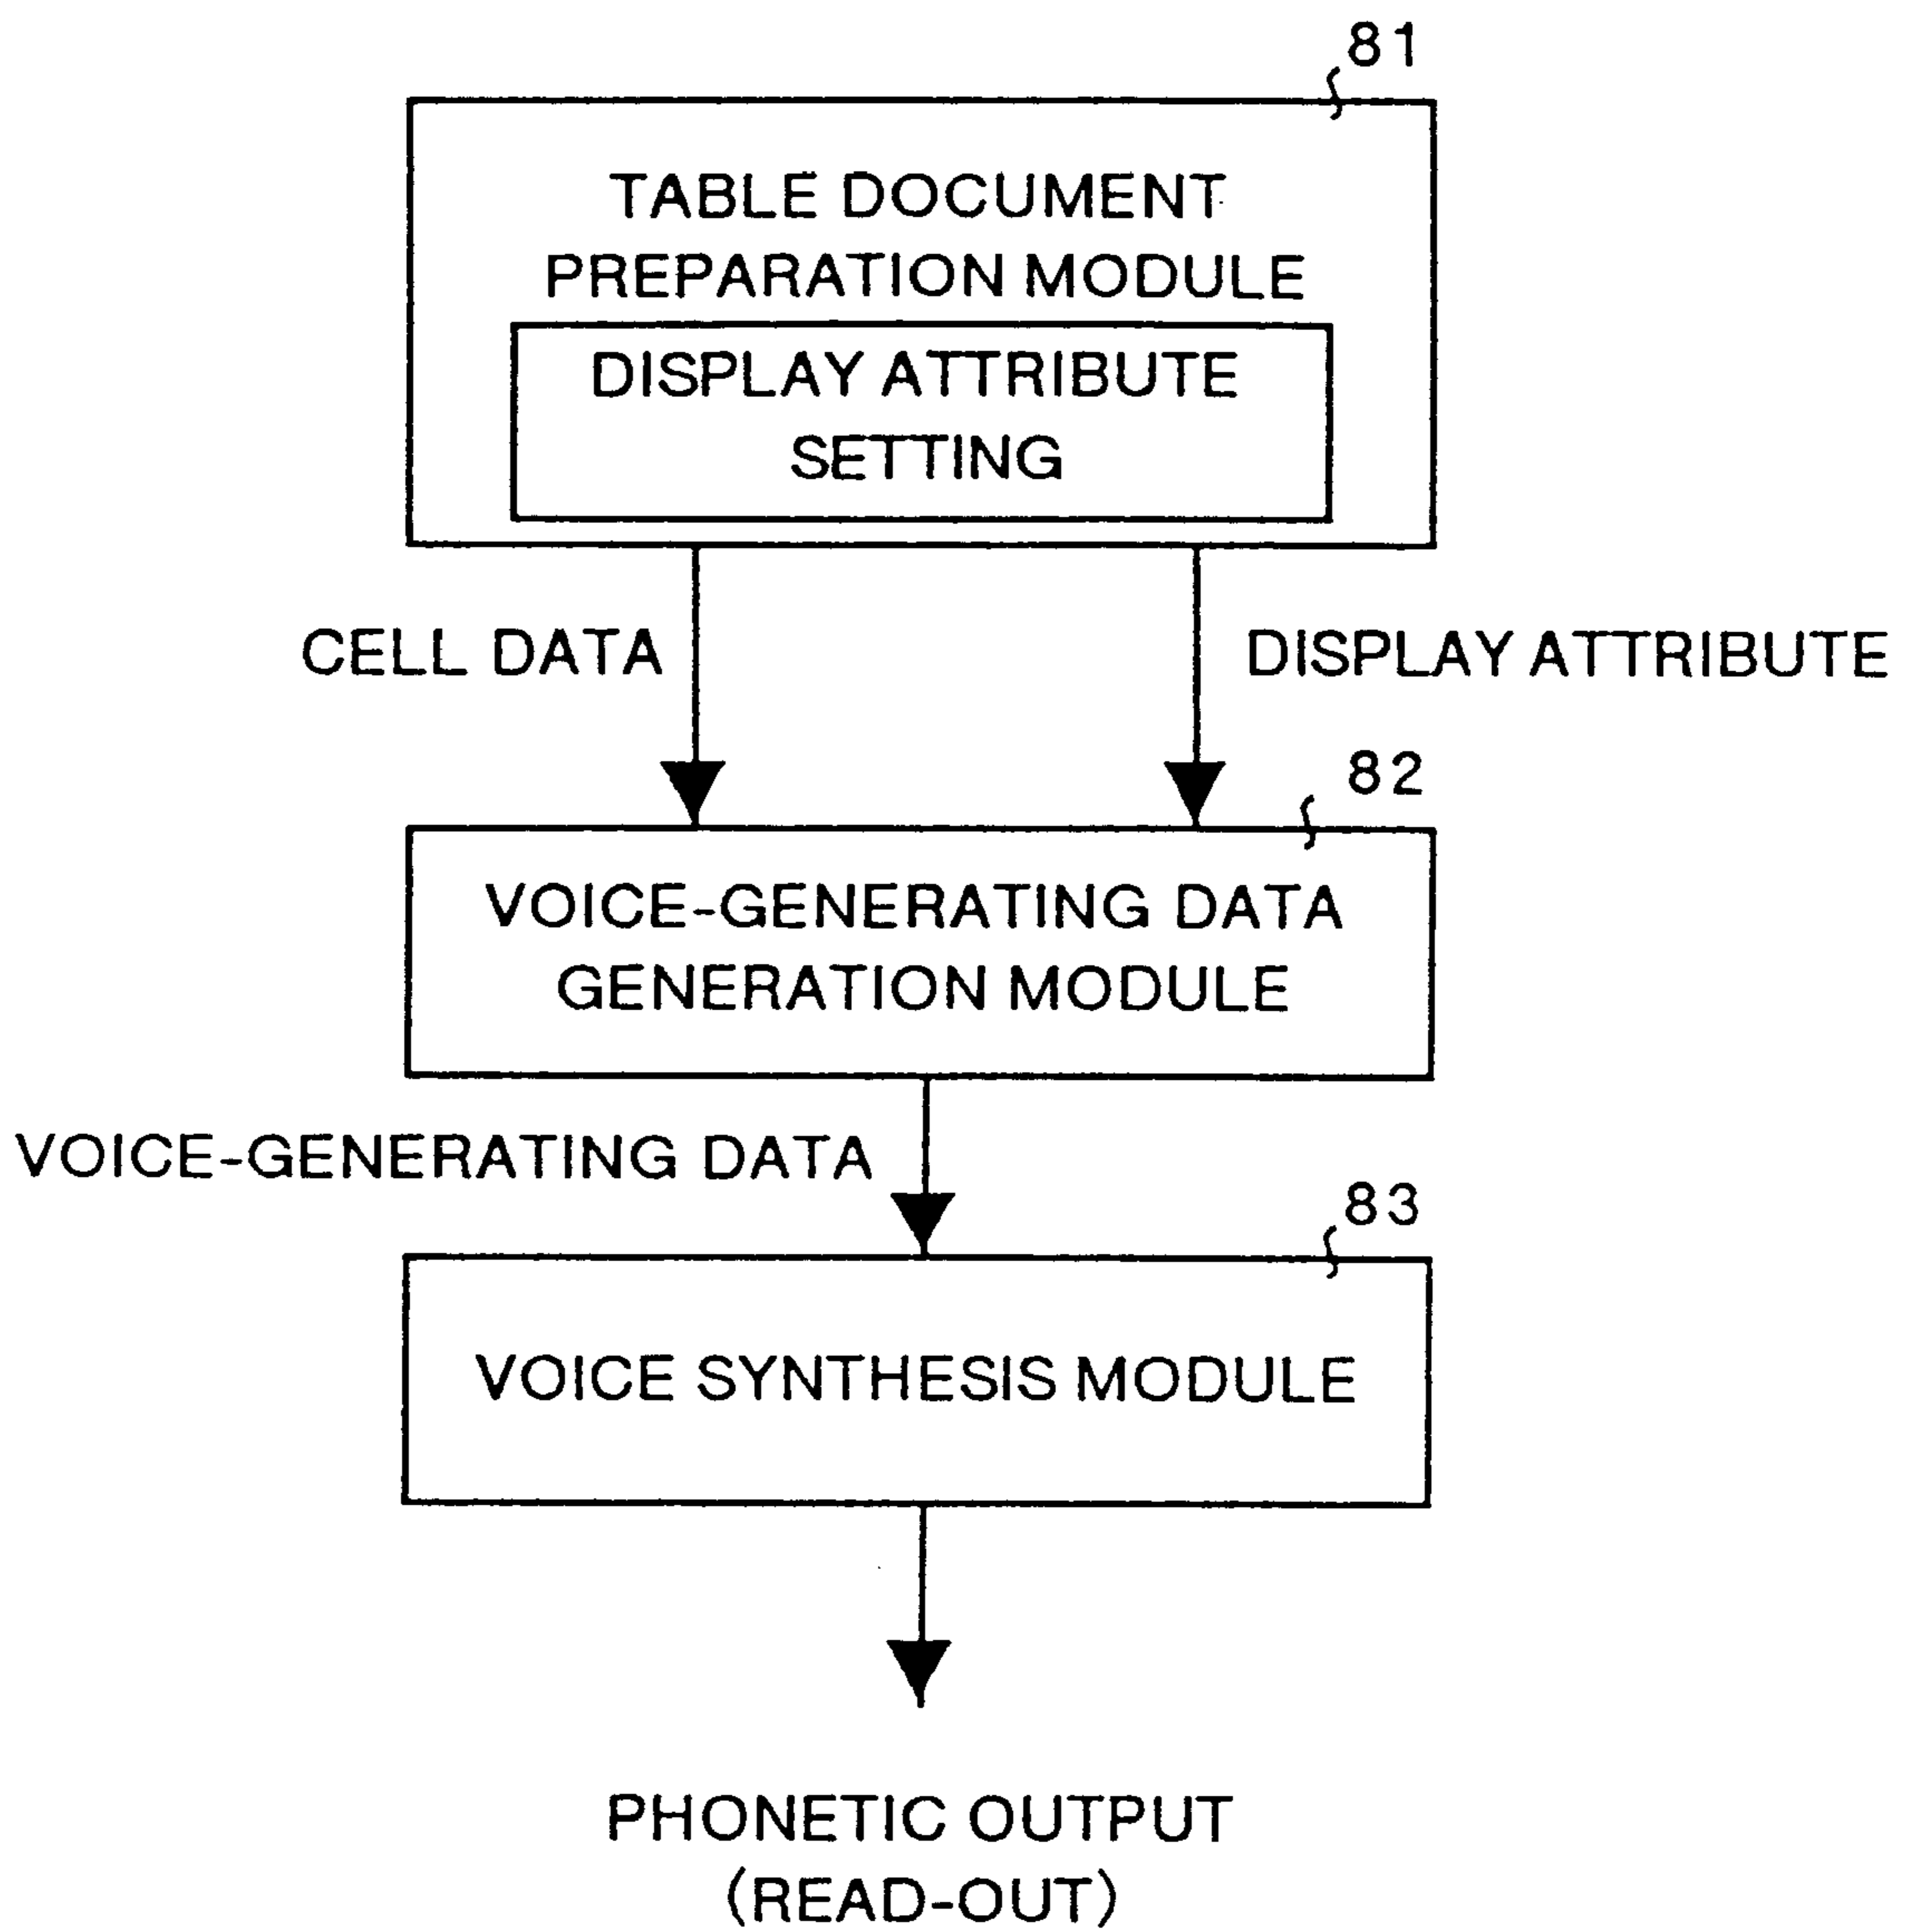 81
TABLE DOCUMENT
PREPARATION MODULE
DISPLAY ATTRIBUTE
SETTING
CELL DATA
DISPLAY ATTRIBUTE
82
VOICE-GENERATING DATA
GENERATION MODULE
VOICE-GENERATING DATA
83
VOICE SYNTHESIS MODULE
PHONETIC OUTPUT
(READ-OUT)